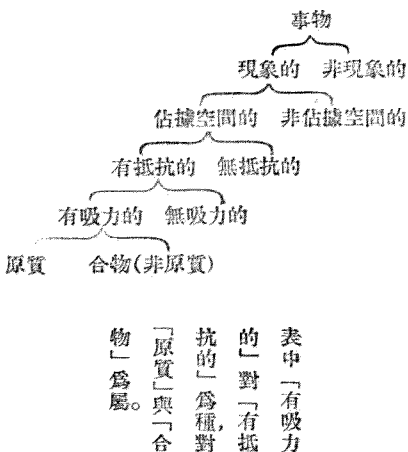 事物
現象的 非現象的
佔據空間的 非佔據空間的
有抵抗的 無抵抗的
有吸力的 無吸力的
原質 合物(非原質)
表中「有吸力
的」對「有抵
抗的」爲種,對
「原質」與「合
物」爲屬。